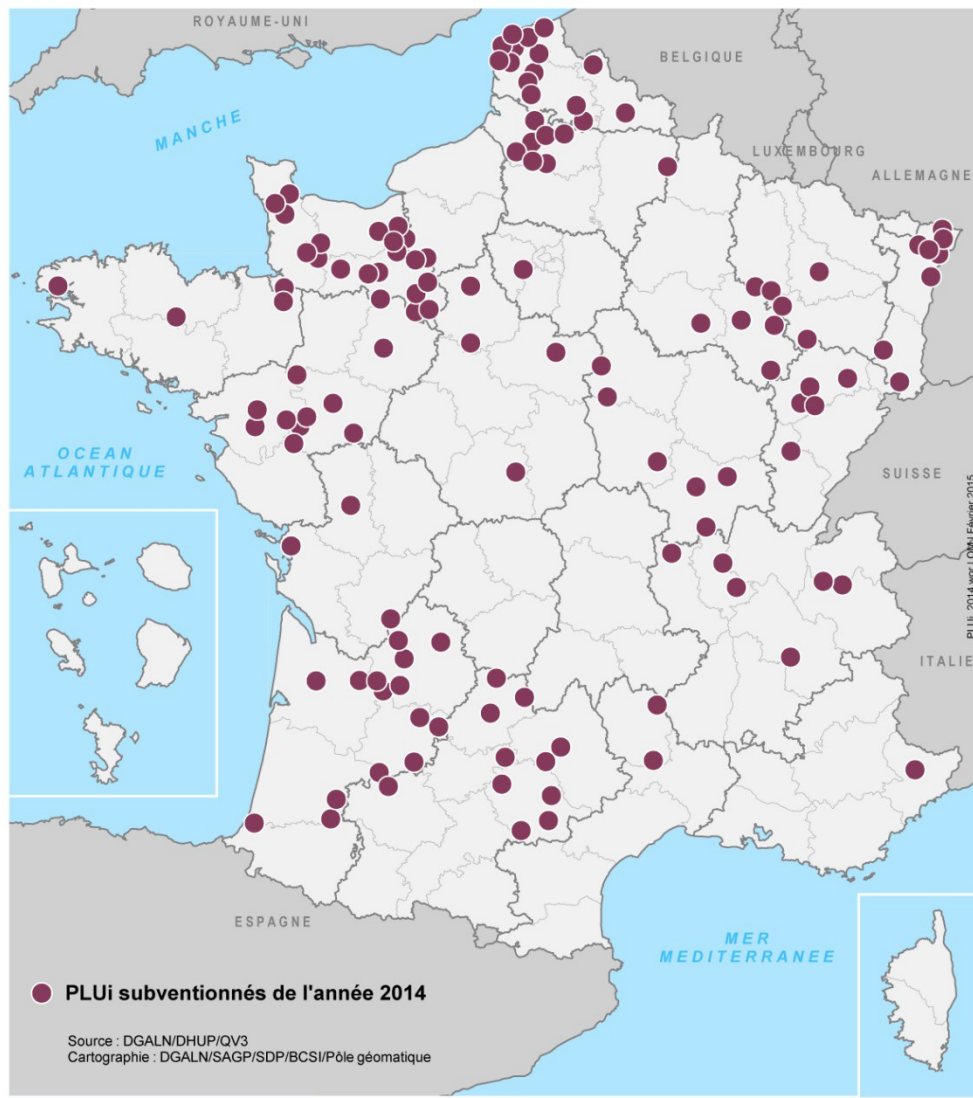 ROYAUME-UNI
BELGIQUE
MANCHE
LUXEMBOURG
ALLEMAGNE
OCEAN
ATLANTIQUE
SUISSE
ITALIE
ESPAGNE
MER
MEDITERRANEE
PLUi subventionnés de l'année 2014
Source : DGALN/DHUP/QV3
Cartographie : DGALN/SAGP/SDP/BCSI/Pôle géomatique